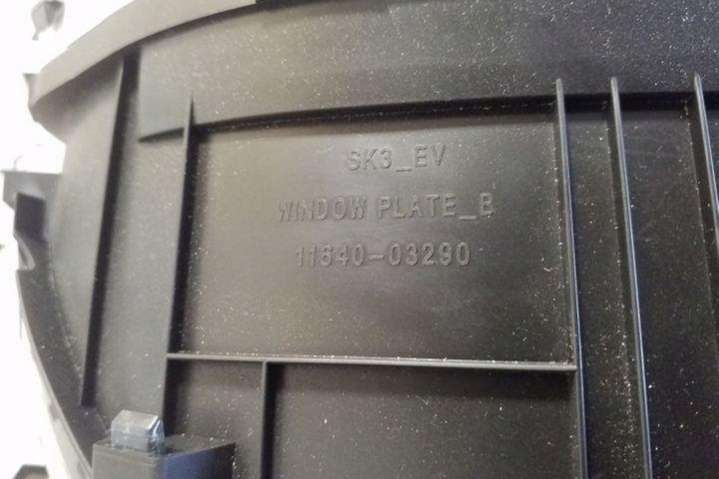 SK3_EV
WINDOW PLATE_B
11640-03290